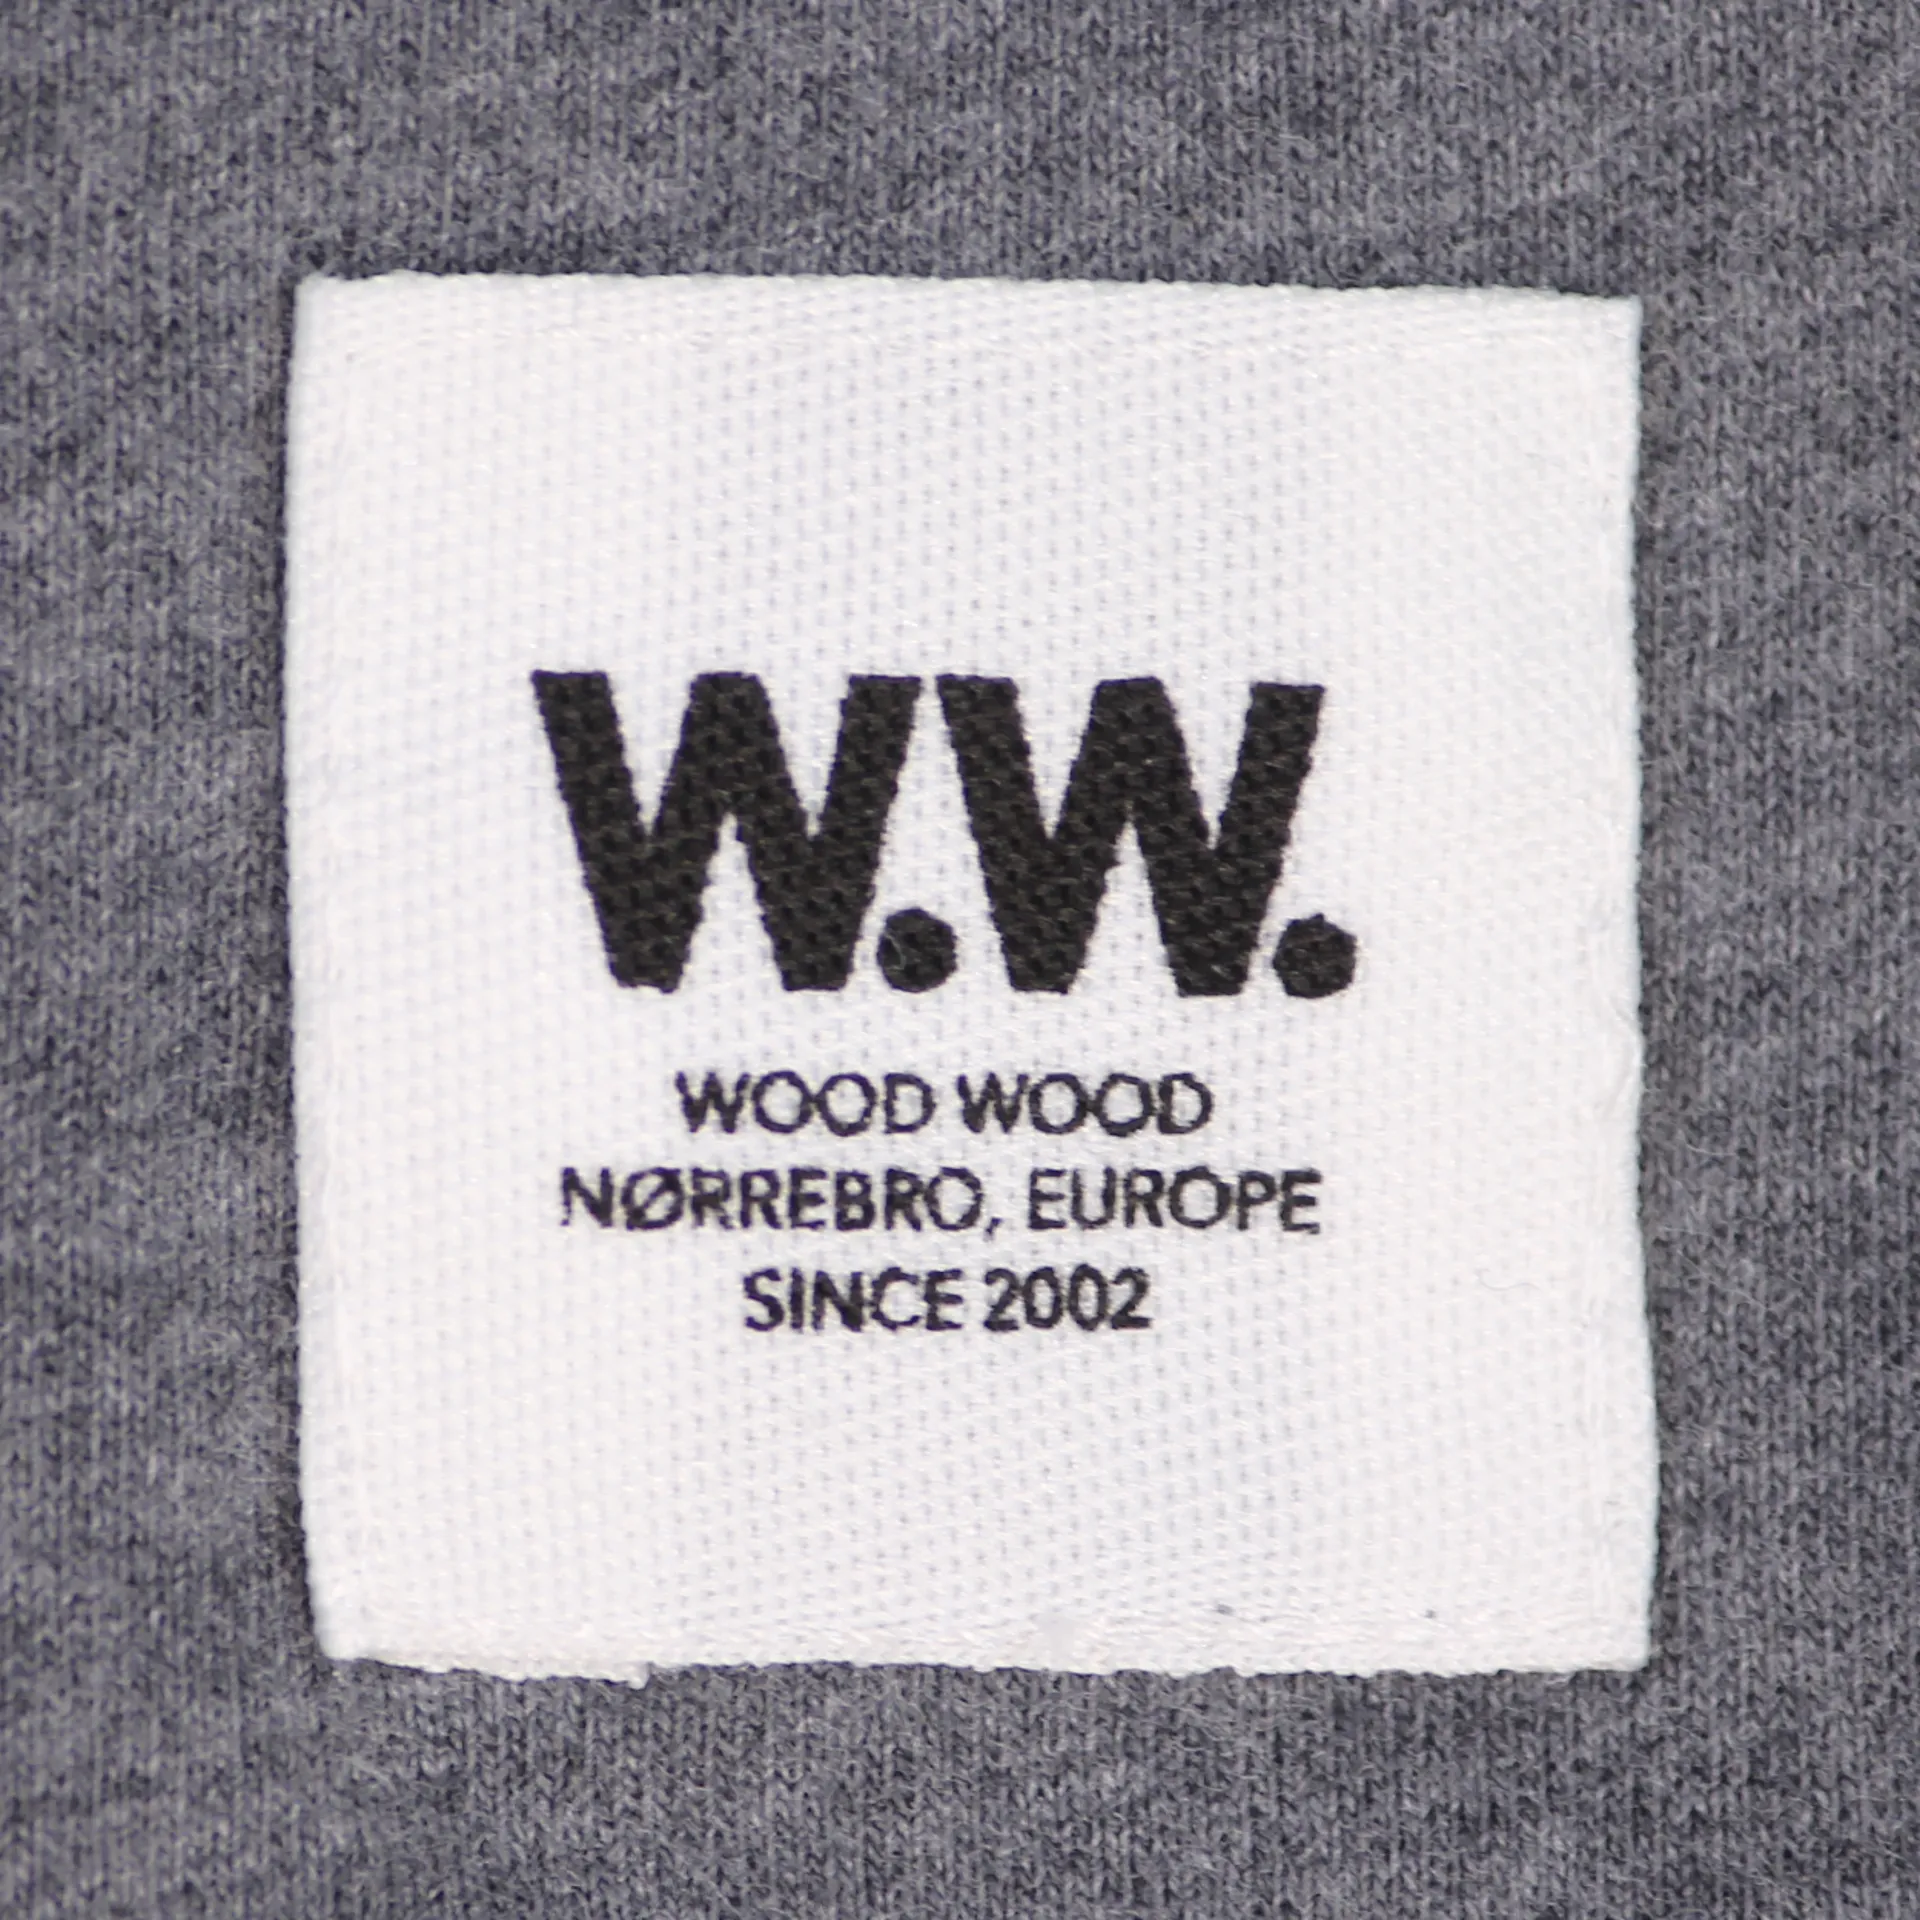 W.W.
WOOD WOOD
NØRREBRO, EUROPE
SINCE 2002